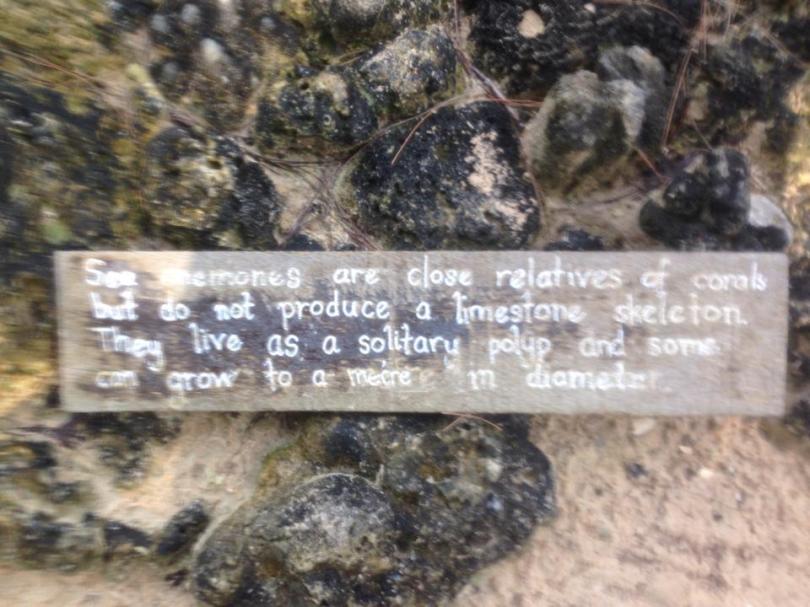 Sea anemones are close relatives of corals
but do not produce a limestone skeleton.
They live as a solitary polyp and some
can grow to a metre in diameter.